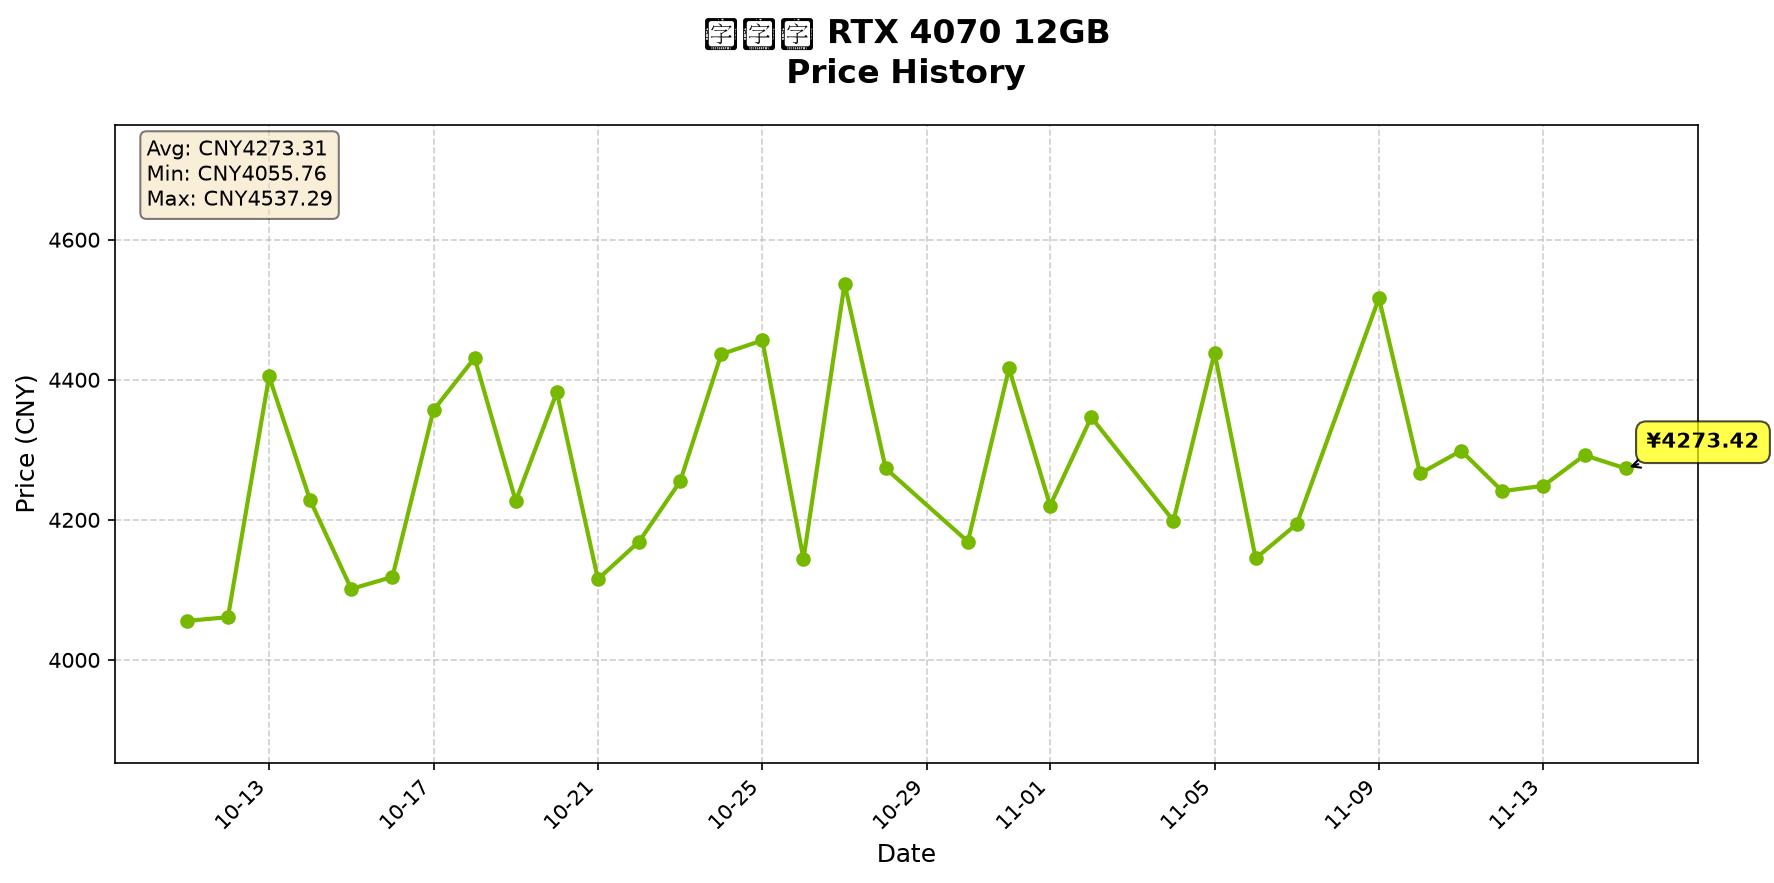 RTX 4070 12GB
Price History
Avg: CNY4273.31
Min: CNY4055.76
Max: CNY4537.29
Price (CNY)
4600
4400
4200
4000
¥4273.42
10-13
10-17
10-21
10-25
10-29
11-01
11-05
11-09
11-13
Date